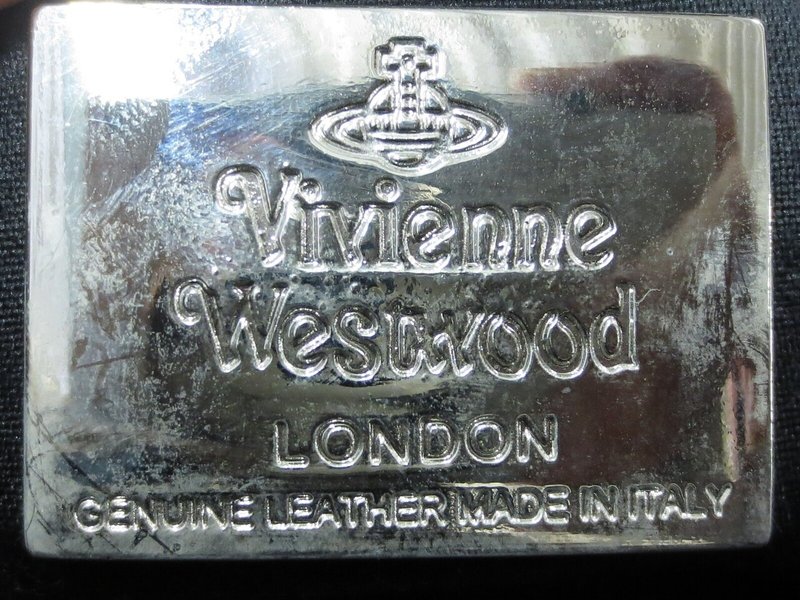 Vivienne
Westwood
LONDON
GENUINE LEATHER MADE IN ITALY